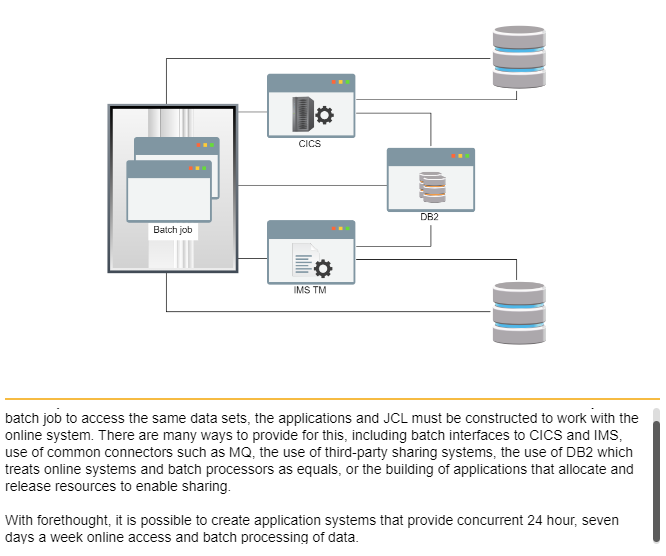 CICS
DB2
Batch job
IMS TM
batch job to access the same data sets, the applications and JCL must be constructed to work with the
online system. There are many ways to provide for this, including batch interfaces to CICS and IMS,
use of common connectors such as MQ, the use of third-party sharing systems, the use of DB2 which
treats online systems and batch processors as equals, or the building of applications that allocate and
release resources to enable sharing.
With forethought, it is possible to create application systems that provide concurrent 24 hour, seven
days a week online access and batch processing of data.